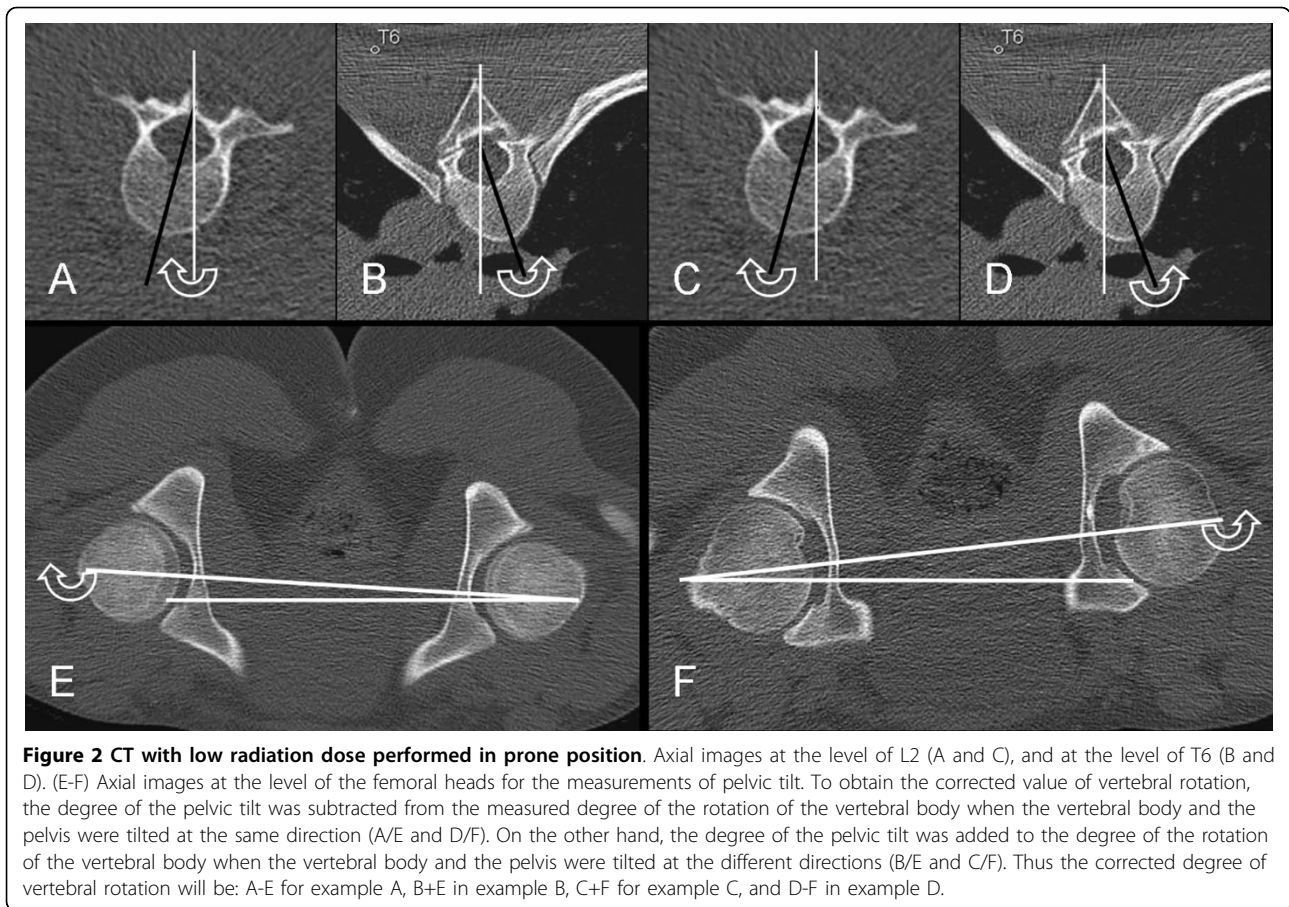 T6
T6
A
B
C
D
E
F
Figure 2 CT with low radiation dose performed in prone position. Axial images at the level of L2 (A and C), and at the level of T6 (B and
D). (E-F) Axial images at the level of the femoral heads for the measurements of pelvic tilt. To obtain the corrected value of vertebral rotation,
the degree of the pelvic tilt was subtracted from the measured degree of the rotation of the vertebral body when the vertebral body and the
pelvis were tilted at the same direction (A/E and D/F). On the other hand, the degree of the pelvic tilt was added to the degree of the rotation
of the vertebral body when the vertebral body and the pelvis were tilted at the different directions (B/E and C/F). Thus the corrected degree of
vertebral rotation will be: A-E for example A, B+E in example B, C+F for example C, and D-F in example D.